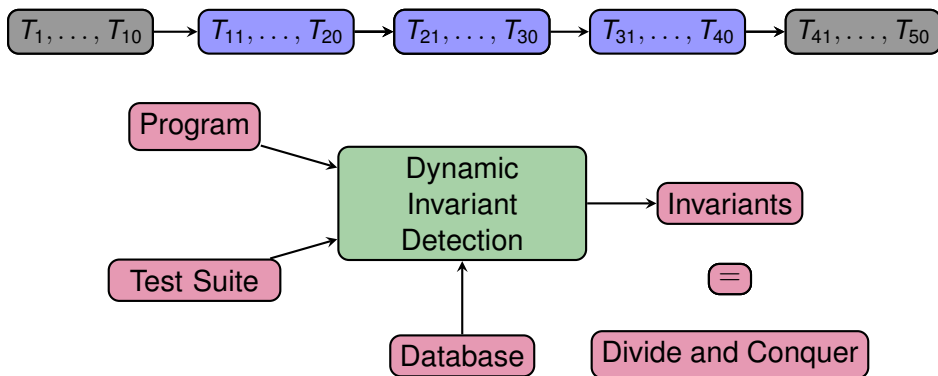 T₁, . . . , T₁₀ T₁₁, . . . , T₂₀ T₂₁, . . . , T₃₀ T₃₁, . . . , T₄₀ T₄₁, . . . , T₅₀
Program
Dynamic
Invariant
Detection
Invariants
Test Suite
=
Database
Divide and Conquer